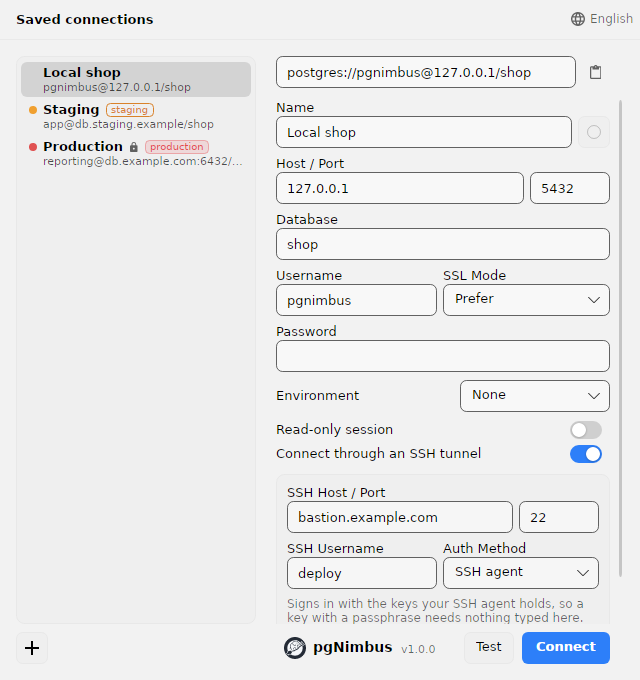 Saved connections
English
Local shop
pgnimbus@127.0.0.1/shop
Staging staging
app@db.staging.example/shop
Production production
reporting@db.example.com:6432/...
postgres://pgnimbus@127.0.0.1/shop
Name
Local shop
Host / Port
127.0.0.1 5432
Database
shop
Username SSL Mode
pgnimbus Prefer
Password
Environment None
Read-only session
Connect through an SSH tunnel
SSH Host / Port
bastion.example.com 22
SSH Username Auth Method
deploy SSH agent
Signs in with the keys your SSH agent holds, so a
key with a passphrase needs nothing typed here.
pgNimbus v1.0.0 Test Connect